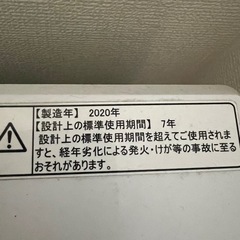 【製造年】 2020年
【設計上の標準使用期間】 7年
設計上の標準使用期間を超えてご使用されま
すと、経年劣化による発火・けが等の事故に至る
おそれがあります。